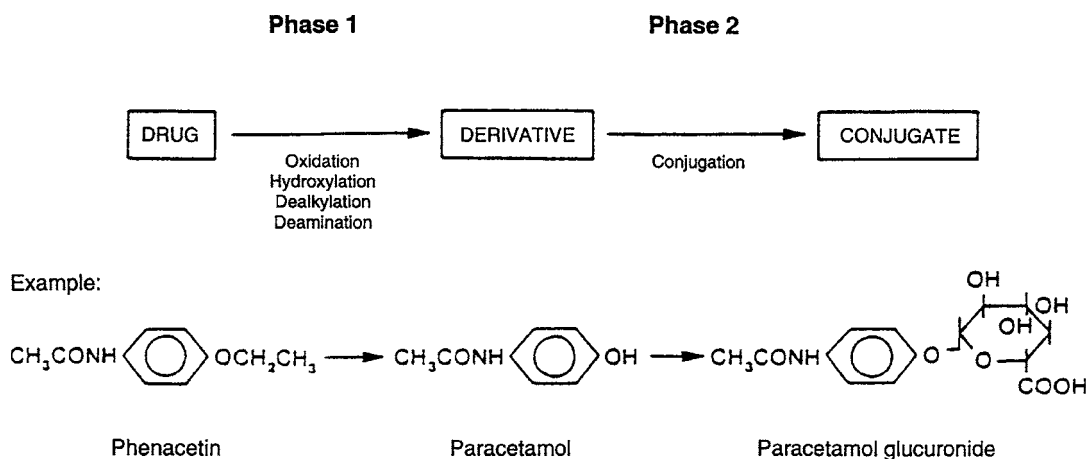 Phase 1 Phase 2
DRUG DERIVATIVE CONJUGATE
Oxidation Conjugation
Hydroxylation
Dealkylation
Deamination
Example:
CH₃CONH OCH₂CH₃ CH₃CONH OH CH₃CONH O O OH OH OH COOH
Phenacetin Paracetamol Paracetamol glucuronide